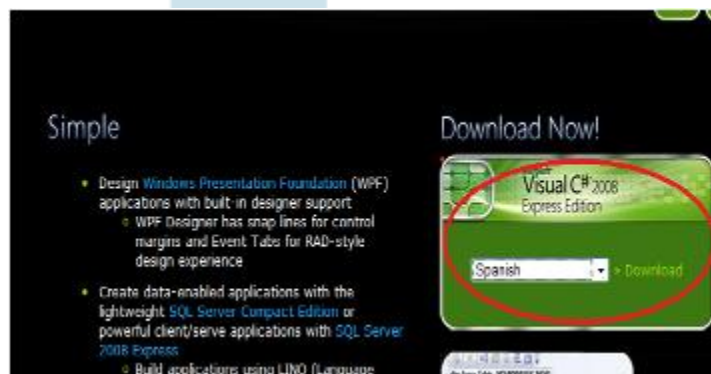 Simple
Design Windows Presentation Foundation (WPF)
applications with built-in designer support
WPF Designer has snap lines for control
margins and Event Tabs for RAD-style
design experience
Create data-enabled applications with the
lightweight SQL Server Compact Edition or
powerful client/serve applications with SQL Server
2008 Express
Build applications using LINQ (Language
Download Now!
Visual C# 2008
Express Edition
Spanish
» Download